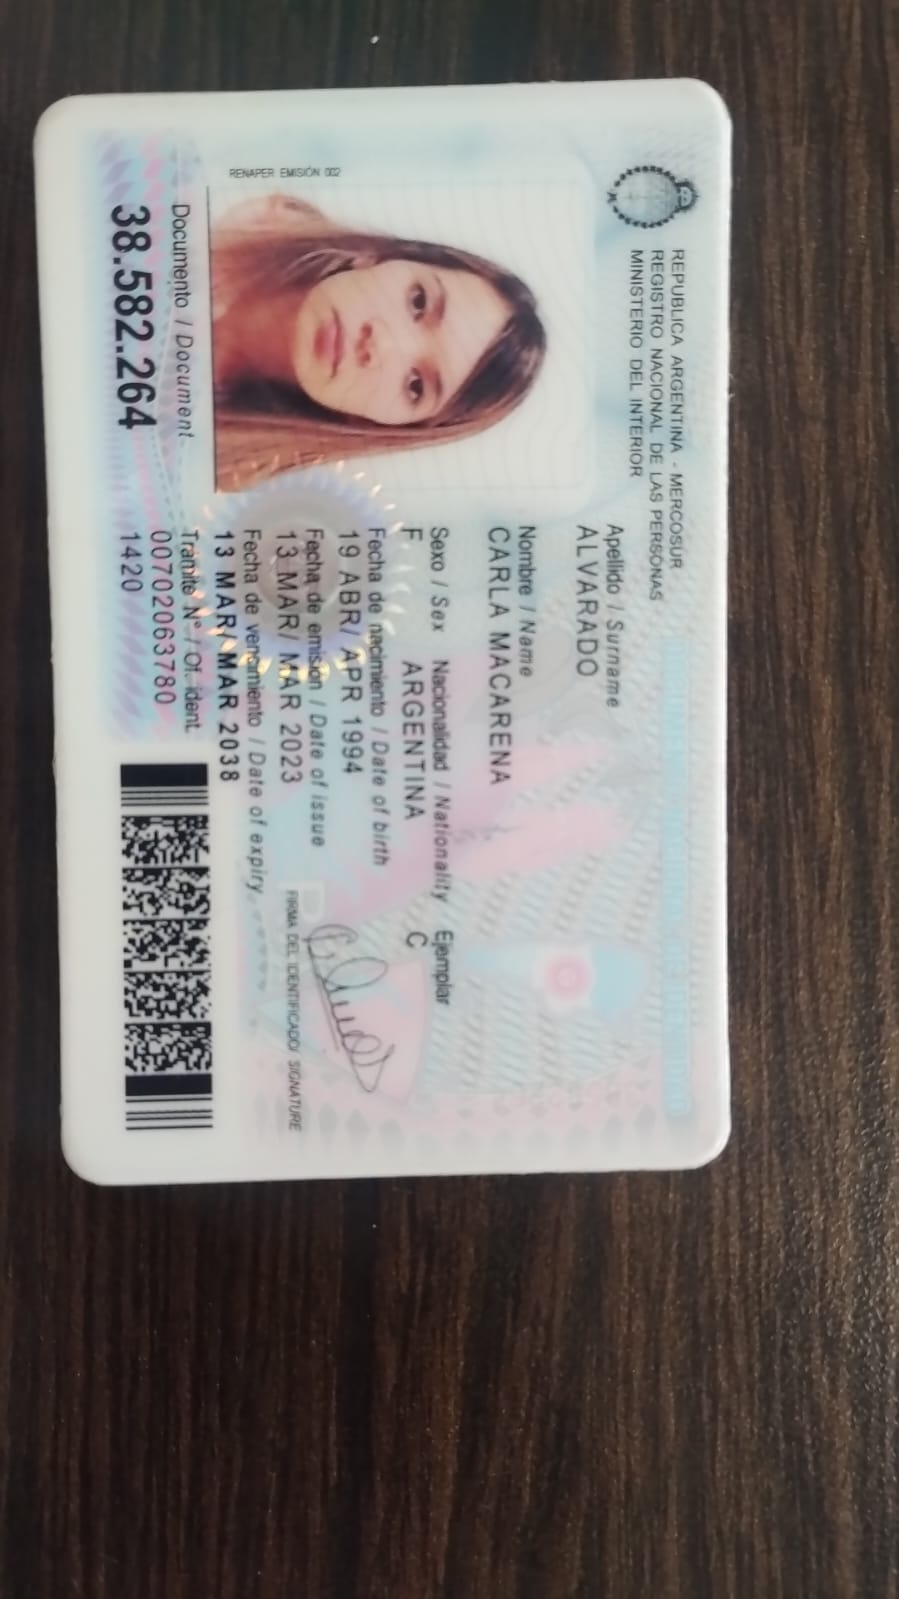 REPUBLICA ARGENTINA - MERCOSUR
REGISTRO NACIONAL DE LAS PERSONAS
MINISTERIO DEL INTERIOR
RENAPER EMISIÓN 002
Apellido / Surname
ALVARADO
Nombre / Name
CARLA MACARENA
Sexo / Sex Nacionalidad / Nationality Ejemplar
F ARGENTINA C
Fecha de nacimiento / Date of birth
19 ABR/ APR 1994
Fecha de emisión / Date of issue
13 MAR/ MAR 2023
Fecha de vencimiento / Date of expiry
13 MAR/ MAR 2038
FIRMA DEL IDENTIFICADO/ SIGNATURE
Documento / Document
38.582.264
Trámite N° / Of. ident.
00702063780
1420